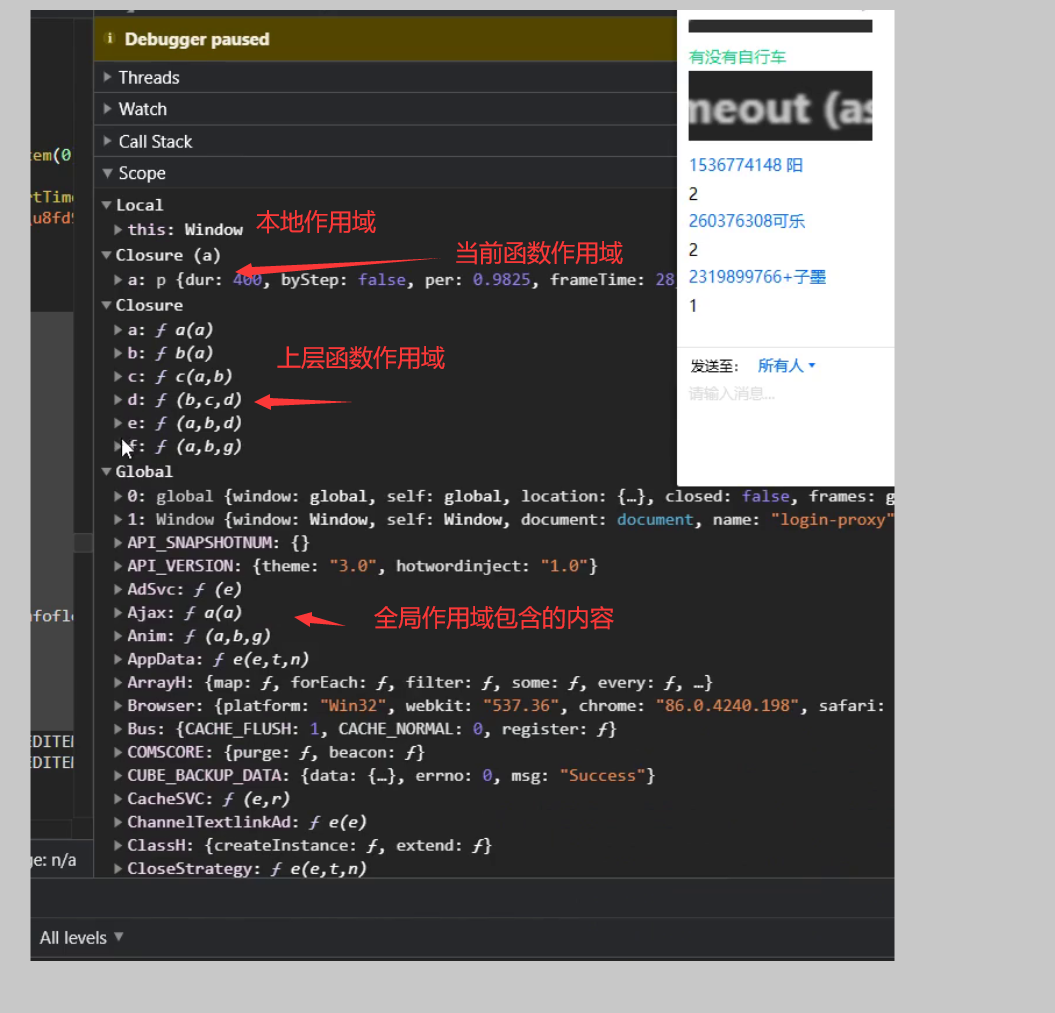 Debugger paused
有没有自行车
meout (as
Threads
Watch
Call Stack
1536774148 阳
2
260376308可乐
2
2319899766+子墨
1
发送至: 所有人
请输入消息...
tem(0
rtTime
\u8fd9
Scope
Local
this: Window
本地作用域
Closure (a)
当前函数作用域
a: p {dur: 400, byStep: false, per: 0.9825, frameTime: 28
Closure
a: ƒ a(a)
b: ƒ b(a)
上层函数作用域
c: ƒ c(a,b)
d: ƒ (b,c,d)
e: ƒ (a,b,d)
f: ƒ (a,b,g)
Global
0: global {window: global, self: global, location: {…}, closed: false, frames: g
1: Window {window: Window, self: Window, document: document, name: "login-proxy"
API_SNAPSHOTNUM: {}
API_VERSION: {theme: "3.0", hotwordinject: "1.0"}
AdSvc: ƒ (e)
Ajax: ƒ a(a)
全局作用域包含的内容
Anim: ƒ (a,b,g)
AppData: ƒ e(e,t,n)
ArrayH: {map: ƒ, forEach: ƒ, filter: ƒ, some: ƒ, every: ƒ, …}
Browser: {platform: "Win32", webkit: "537.36", chrome: "86.0.4240.198", safari:
Bus: {CACHE_FLUSH: 1, CACHE_NORMAL: 0, register: ƒ}
COMSCORE: {purge: ƒ, beacon: ƒ}
CUBE_BACKUP_DATA: {data: {…}, errno: 0, msg: "Success"}
CacheSVC: ƒ (e,r)
ChannelTextlinkAd: ƒ e(e)
ClassH: {createInstance: ƒ, extend: ƒ}
CloseStrategy: ƒ e(e,t,n)
ge: n/a
All levels